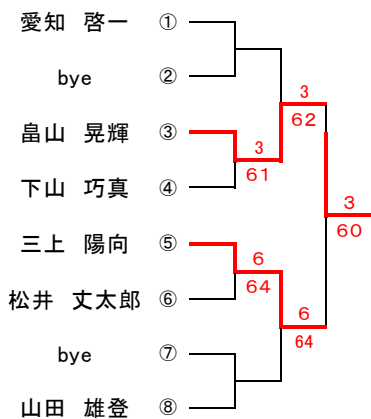 愛知 啓一 ①
bye ②
畠山 晃輝 ③
下山 巧真 ④
三上 陽向 ⑤
松井 丈太郎 ⑥
bye ⑦
山田 雄登 ⑧
3
61
6
64
3
62
6
64
3
60